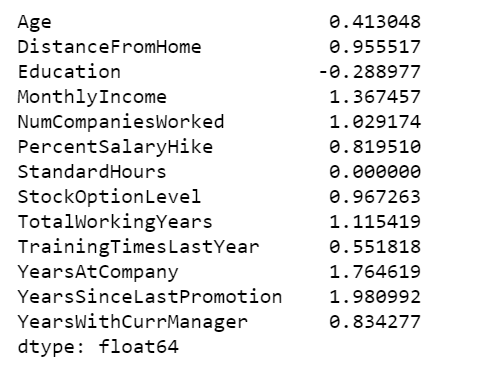 Age 0.413048
DistanceFromHome 0.955517
Education -0.288977
MonthlyIncome 1.367457
NumCompaniesWorked 1.029174
PercentSalaryHike 0.819510
StandardHours 0.000000
StockOptionLevel 0.967263
TotalWorkingYears 1.115419
TrainingTimesLastYear 0.551818
YearsAtCompany 1.764619
YearsSinceLastPromotion 1.980992
YearsWithCurrManager 0.834277
dtype: float64